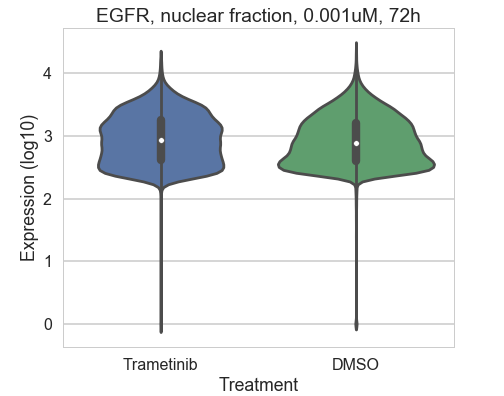 EGFR, nuclear fraction, 0.001uM, 72h
Expression (log10)
4
3
2
1
0
Trametinib
DMSO
Treatment